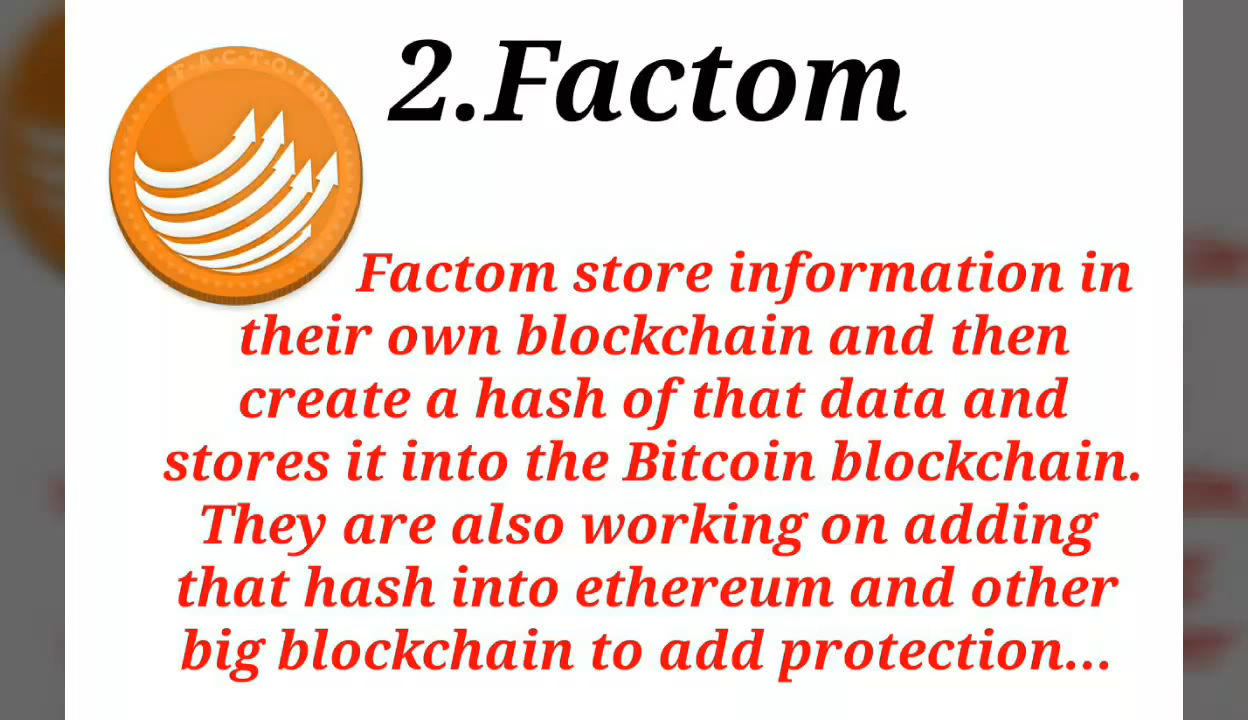 2.Factom
F·A·C·T·O·I·D
Factom store information in
their own blockchain and then
create a hash of that data and
stores it into the Bitcoin blockchain.
They are also working on adding
that hash into ethereum and other
big blockchain to add protection...